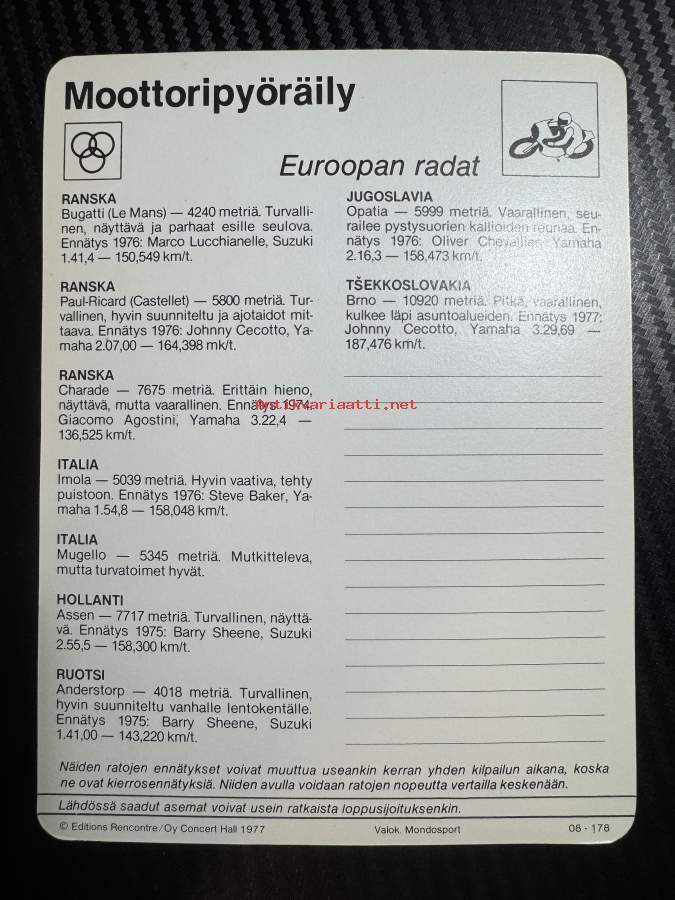 Moottoripyöräily
Euroopan radat
RANSKA
Bugatti (Le Mans) — 4240 metriä. Turvalli-
nen, näyttävä ja parhaat esille seulova.
Ennätys 1976: Marco Lucchianelle, Suzuki
1.41,4 — 150,549 km/t.
RANSKA
Paul-Ricard (Castellet) — 5800 metriä. Tur-
vallinen, hyvin suunniteltu ja ajotaidot mit-
taava. Ennätys 1976: Johnny Cecotto, Ya-
maha 2.07,00 — 164,398 mk/t.
RANSKA
Charade — 7675 metriä. Erittäin hieno,
näyttävä, mutta vaarallinen. Ennätys 1974:
Giacomo Agostini, Yamaha 3.22,4 —
136,525 km/t.
ITALIA
Imola — 5039 metriä. Hyvin vaativa, tehty
puistoon. Ennätys 1976: Steve Baker, Ya-
maha 1.54,8 — 158,048 km/t.
ITALIA
Mugello — 5345 metriä. Mutkitteleva,
mutta turvatoimet hyvät.
HOLLANTI
Assen — 7717 metriä. Turvallinen, näyttä-
vä. Ennätys 1975: Barry Sheene, Suzuki
2.55,5 — 158,300 km/t.
RUOTSI
Anderstorp — 4018 metriä. Turvallinen,
hyvin suunniteltu vanhalle lentokentälle.
Ennätys 1975: Barry Sheene, Suzuki
1.41,00 — 143,220 km/t.
JUGOSLAVIA
Opatia — 5999 metriä. Vaarallinen, seu-
railee pystysuorien kallioiden reunaa. En-
nätys 1976: Oliver Chevallier, Yamaha
2.16,3 — 158,473 km/t.
TŠEKKOSLOVAKIA
Brno — 10920 metriä. Pitkä, vaarallinen,
kulkee läpi asuntoalueiden. Ennätys 1977:
Johnny Cecotto, Yamaha 3.29,69 —
187,476 km/t.
Antikvariaatti.net
Näiden ratojen ennätykset voivat muuttua useankin kerran yhden kilpailun aikana, koska
ne ovat kierrosennätyksiä. Niiden avulla voidaan ratojen nopeutta vertailla keskenään.
Lähdössä saadut asemat voivat usein ratkaista loppusijoituksenkin.
© Editions Rencontre/Oy Concert Hall 1977 Valok. Mondosport 08 - 178